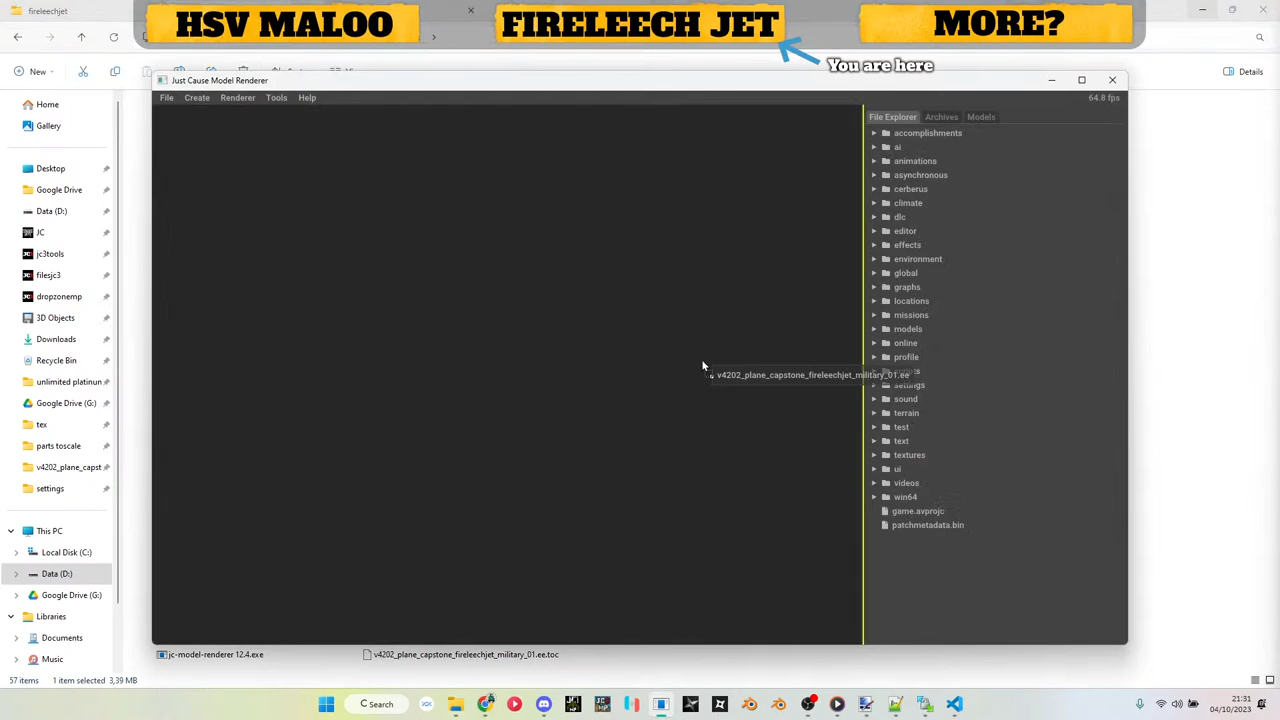 fireleechjet
HSV MALOO
FIRELEECH JET
MORE?
You are here
New
Details
Just Cause Model Renderer
File Create Renderer Tools Help
64.8 fps
File Explorer Archives Models
Home
Gallery
Desktop
Google Drive
Data (D:)
JC
jc3tools
filesjc3
dropzonemp
3D Objects
Downloads
Recycle Bin
unlimited platinum
Google Drive (G:)
tex
parts toscale
v4202_plane_capst
settings
This PC
Local Disk (C:)
Data (D:)
Google Drive (G:)
Libraries
Documents
Music
accomplishments
ai
animations
asynchronous
cerberus
climate
dlc
editor
effects
environment
global
graphs
locations
missions
models
online
profile
v4202_plane_capstone_fireleechjet_military_01.ee
settings
sound
terrain
test
text
textures
ui
videos
win64
game.avprojc
patchmetadata.bin
jc-model-renderer 12.4.exe
v4202_plane_capstone_fireleechjet_military_01.ee.toc
57 items 1 item selected 3,39 MB
Search
21:31
04/10/2023